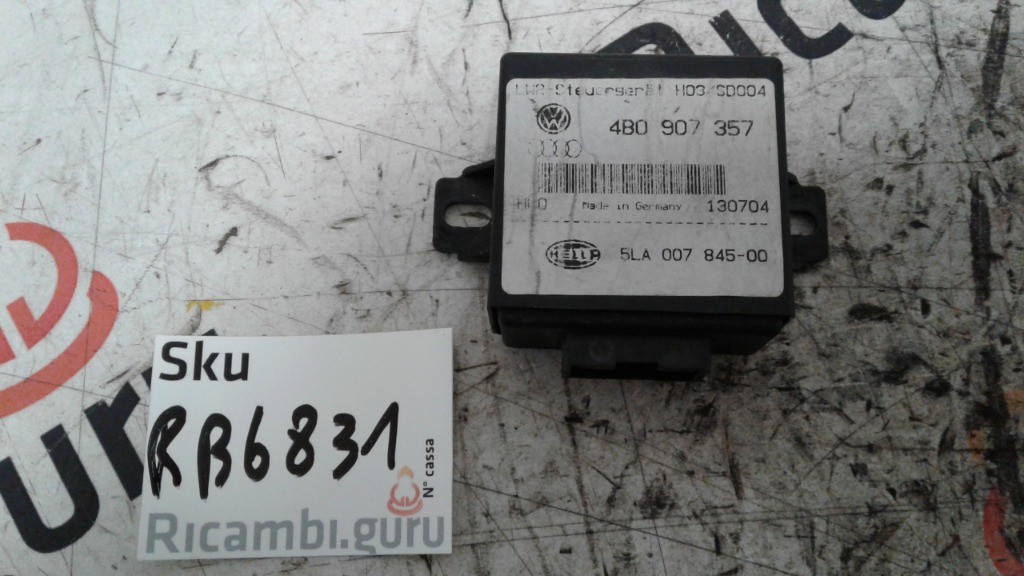 LWR-Steuergerät H03/SD004
4B0 907 357
Made in Germany 130704
HELLA 5LA 007 845-00
Sku
RB6831
N° cassa
Ricambi.guru